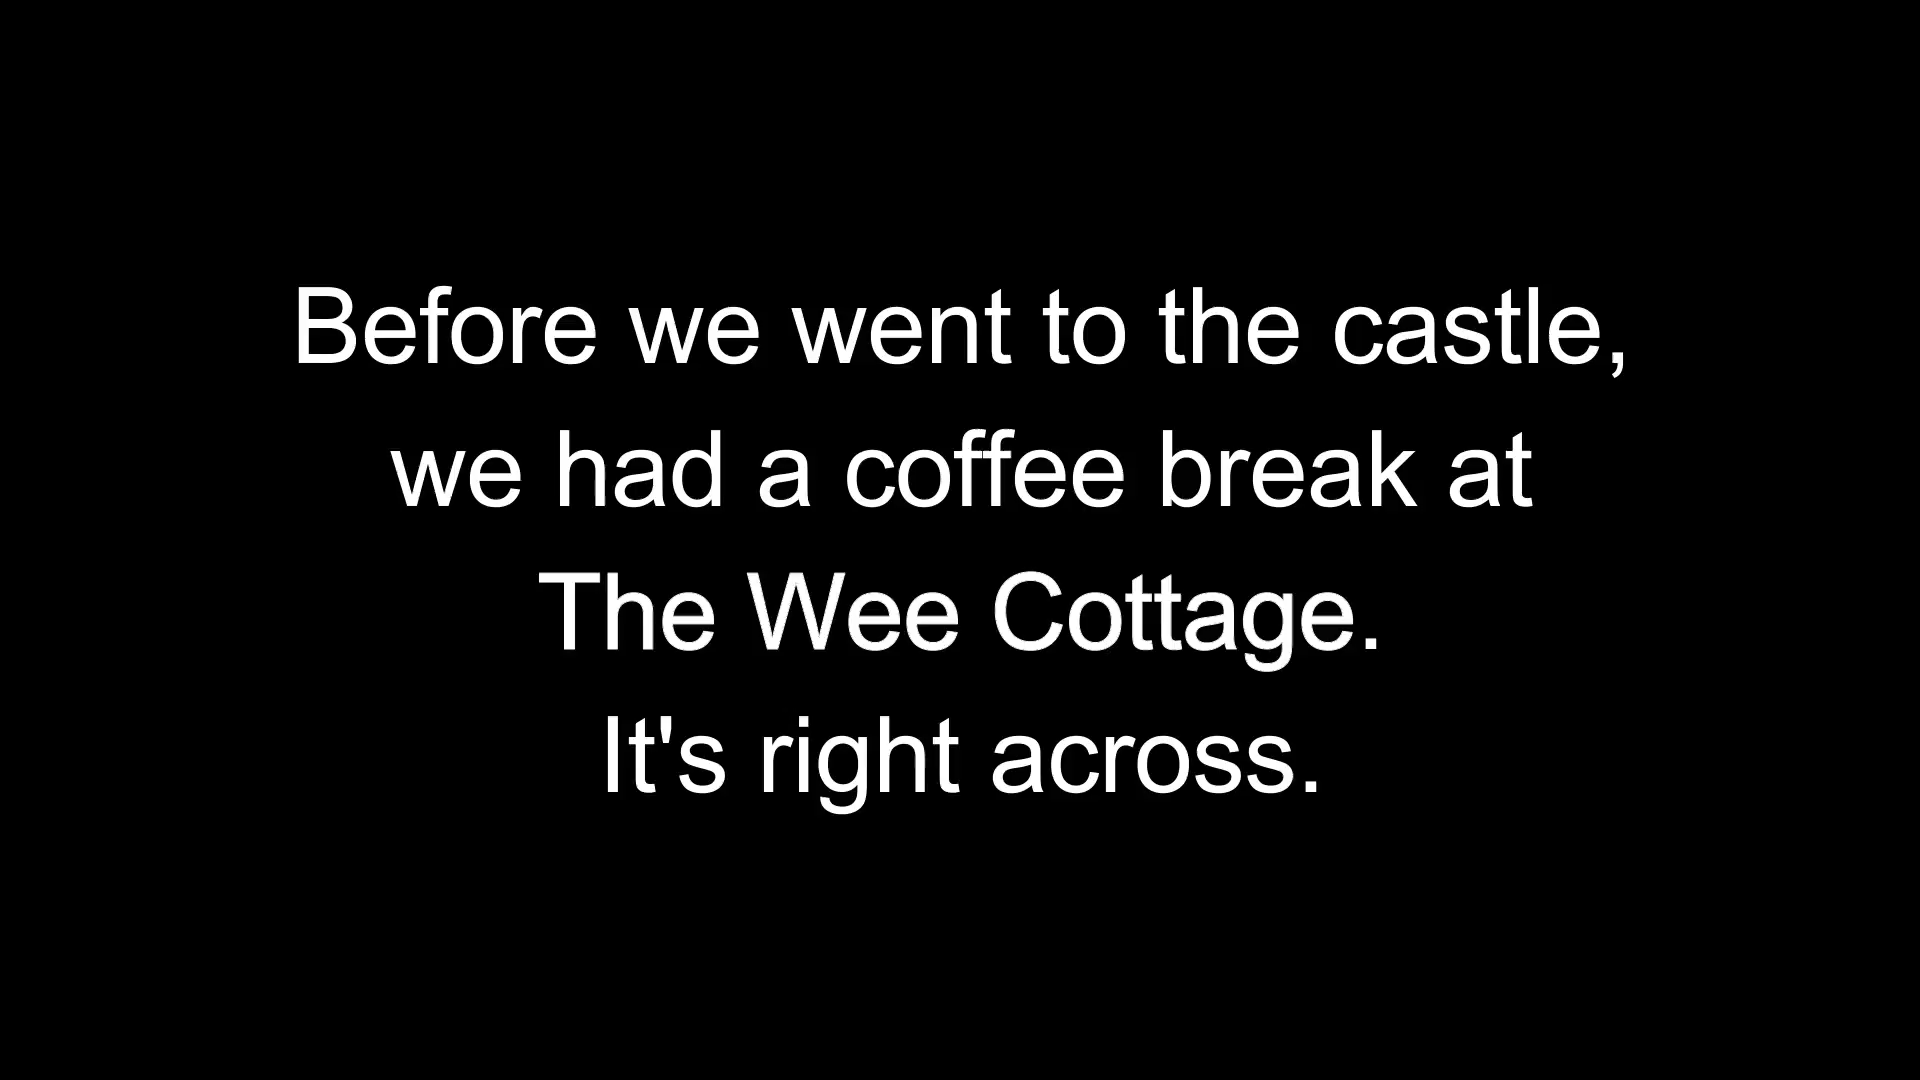 Before we went to the castle,
we had a coffee break at
The Wee Cottage.
It's right across.